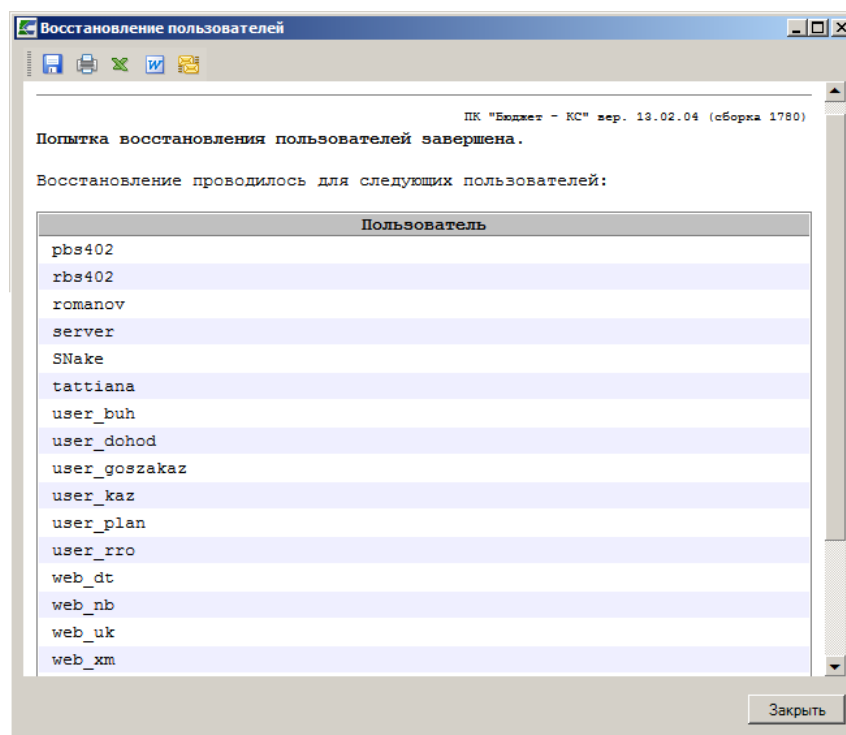 Восстановление пользователей
ПК "Бюджет - КС" вер. 13.02.04 (сборка 1780)
Попытка восстановления пользователей завершена.
Восстановление проводилось для следующих пользователей:
Пользователь
pbs402
rbs402
romanov
server
SNake
tattiana
user_buh
user_dohod
user_goszakaz
user_kaz
user_plan
user_rro
web_dt
web_nb
web_uk
web_xm
Закрыть